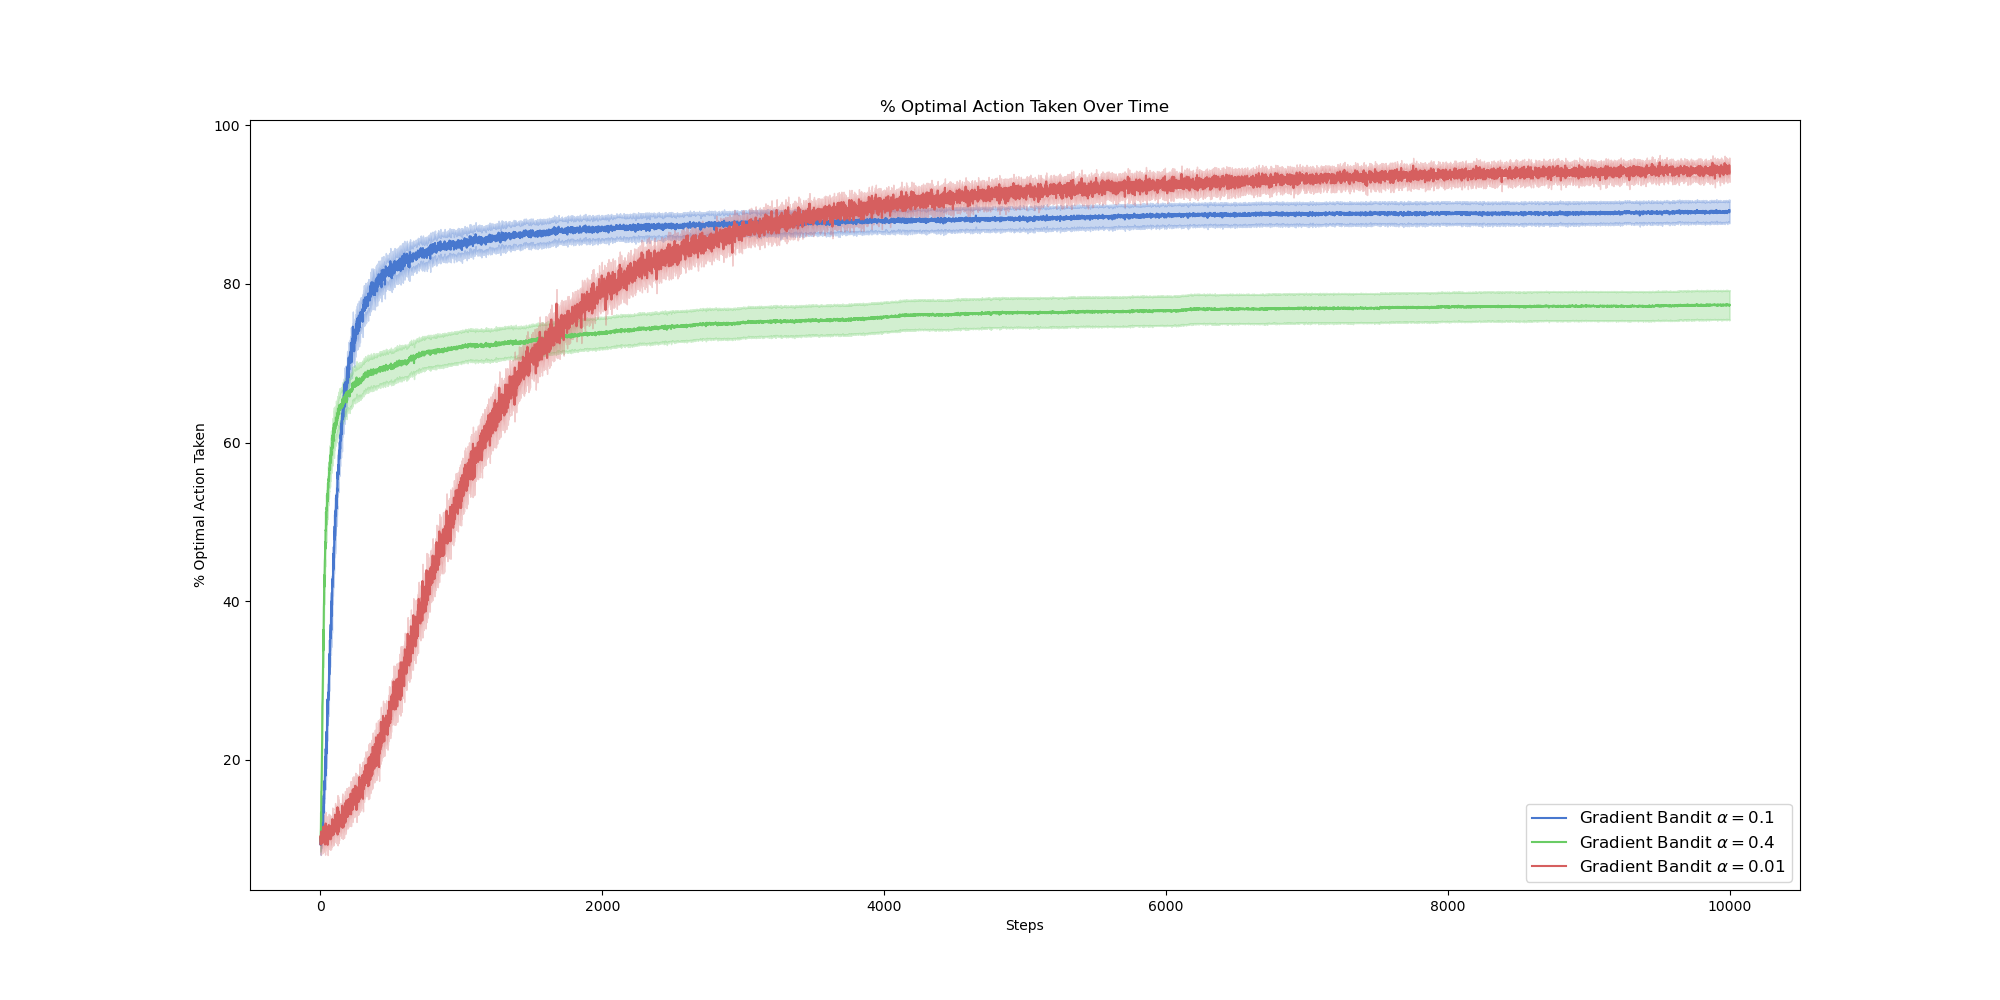 % Optimal Action Taken Over Time
% Optimal Action Taken
100
80
60
40
20
0
2000
4000
6000
8000
10000
Steps
Gradient Bandit α = 0.1
Gradient Bandit α = 0.4
Gradient Bandit α = 0.01